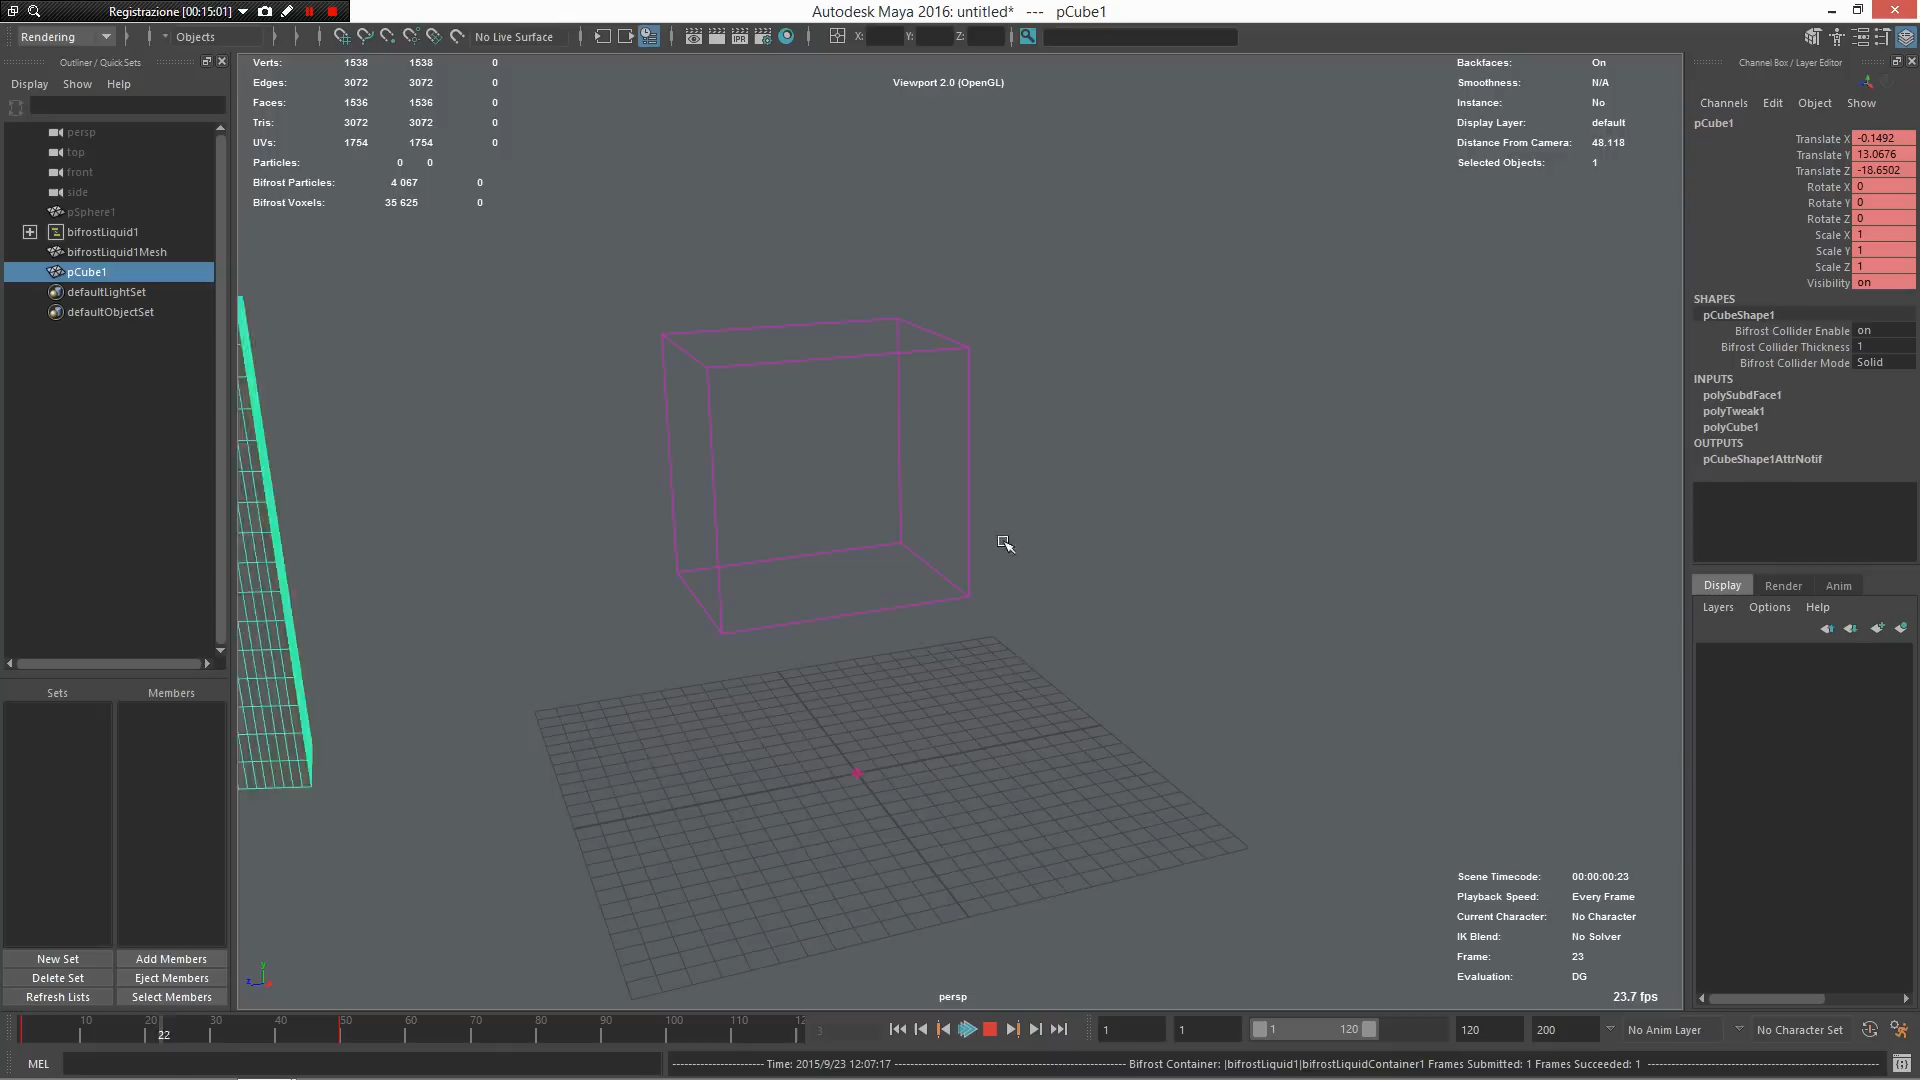 Registrazione [00:15:01]
Autodesk Maya 2016: untitled*   ---   pCube1
Rendering
Objects
No Live Surface
X:
Y:
Z:
Outliner / Quick Sets
Display Show Help
persp
top
front
side
pSphere1
bifrostLiquid1
bifrostLiquid1Mesh
pCube1
defaultLightSet
defaultObjectSet
Sets Members
New Set Add Members
Delete Set Eject Members
Refresh Lists Select Members
Verts: 1538 1538 0
Edges: 3072 3072 0
Faces: 1536 1536 0
Tris: 3072 3072 0
UVs: 1754 1754 0
Particles: 0 0
Bifrost Particles: 4 067 0
Bifrost Voxels: 35 625 0
Viewport 2.0 (OpenGL)
Backfaces: On
Smoothness: N/A
Instance: No
Display Layer: default
Distance From Camera: 48.118
Selected Objects: 1
Scene Timecode: 00:00:00:23
Playback Speed: Every Frame
Current Character: No Character
IK Blend: No Solver
Frame: 23
Evaluation: DG
23.7 fps
persp
y
z
Channel Box / Layer Editor
Channels Edit Object Show
pCube1
Translate X -0.1492
Translate Y 13.0676
Translate Z -18.6502
Rotate X 0
Rotate Y 0
Rotate Z 0
Scale X 1
Scale Y 1
Scale Z 1
Visibility on
SHAPES
pCubeShape1
Bifrost Collider Enable on
Bifrost Collider Thickness 1
Bifrost Collider Mode Solid
INPUTS
polySubdFace1
polyTweak1
polyCube1
OUTPUTS
pCubeShape1AttrNotif
Display Render Anim
Layers Options Help
10 20 30 40 50 60 70 80 90 100 110 12
22
3
1 1 1 120 120 200 No Anim Layer No Character Set
MEL
---------------------- Time: 2015/9/23 12:07:17 ---------------------- Bifrost Container: |bifrostLiquid1|bifrostLiquidContainer1 Frames Submitted: 1 Frames Succeeded: 1 ----------------------